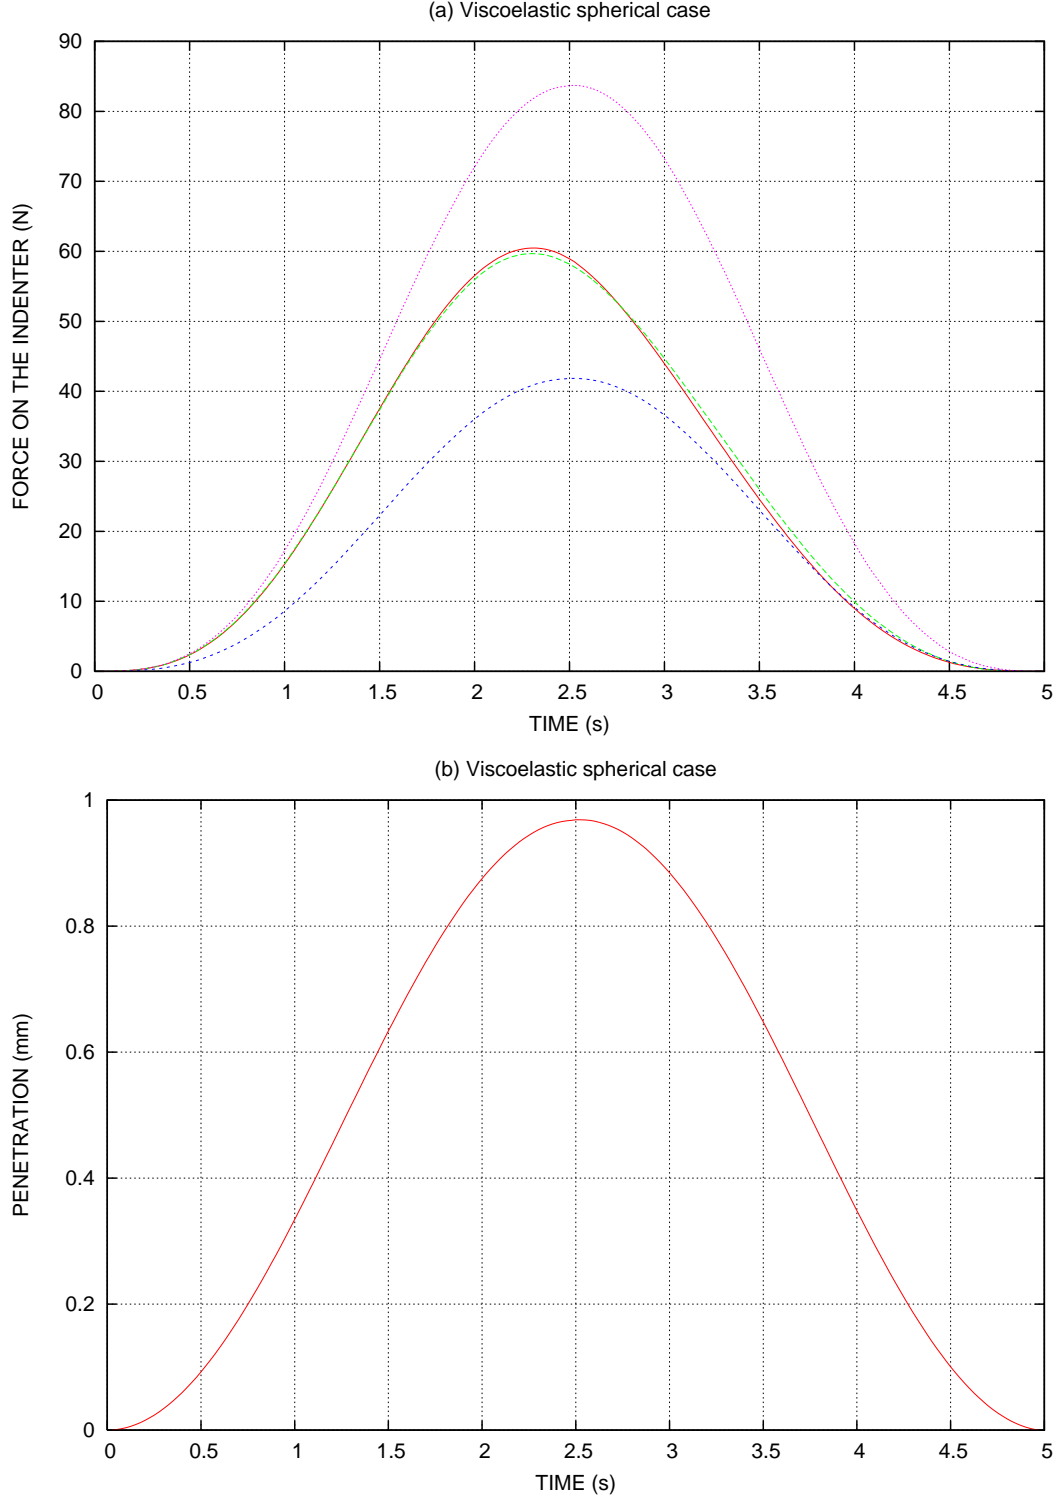 (a) Viscoelastic spherical case
90
80
70
60
50
40
30
20
10
0
FORCE ON THE INDENTER (N)
0 0.5 1 1.5 2 2.5 3 3.5 4 4.5 5
TIME (s)
(b) Viscoelastic spherical case
1
0.8
0.6
0.4
0.2
0
PENETRATION (mm)
0 0.5 1 1.5 2 2.5 3 3.5 4 4.5 5
TIME (s)